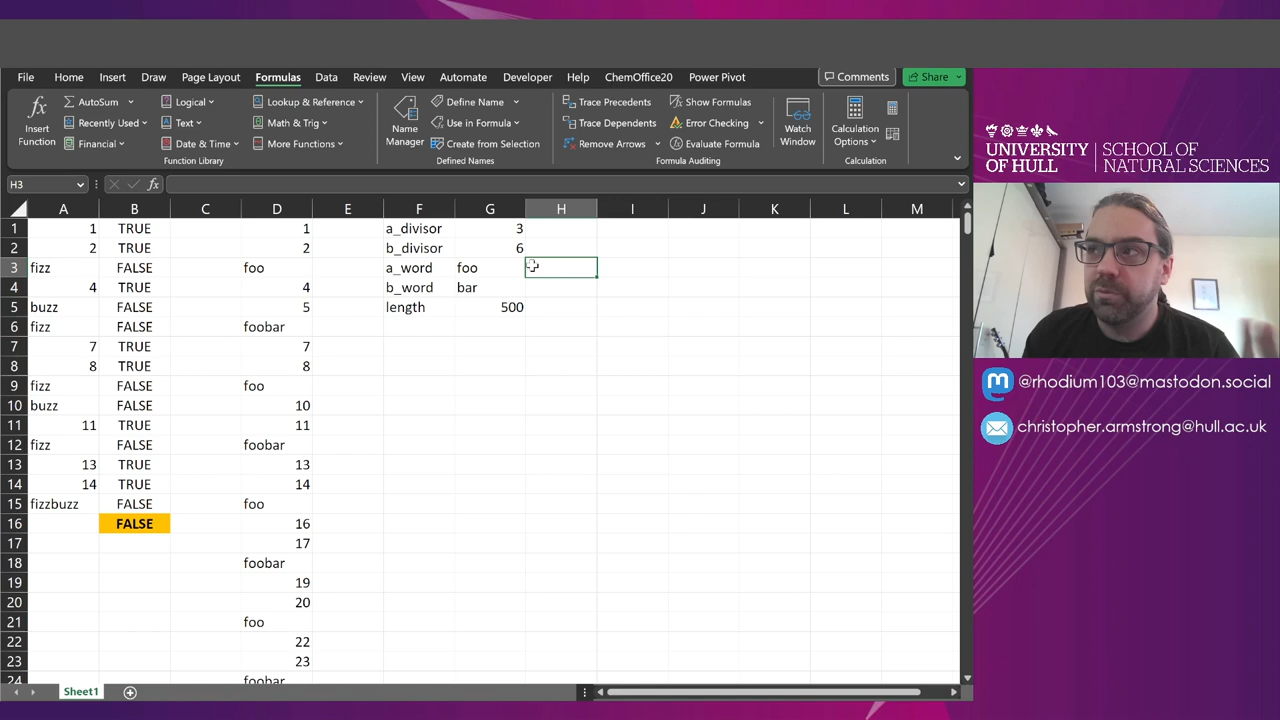 File Home Insert Draw Page Layout Formulas Data Review View Automate Developer Help ChemOffice20 Power Pivot Comments Share
fx AutoSum Logical Lookup & Reference Define Name Trace Precedents Show Formulas
Insert Function Recently Used Text Math & Trig Name Manager Use in Formula Trace Dependents Error Checking Watch Window Calculation Options
Financial Date & Time More Functions Create from Selection Remove Arrows Evaluate Formula
Function Library Defined Names Formula Auditing Calculation
H3 fx
A B C D E F G H I J K L M
1 1 TRUE 1 a_divisor 3
2 2 TRUE 2 b_divisor 6
3 fizz FALSE foo a_word foo
4 4 TRUE 4 b_word bar
5 buzz FALSE 5 length 500
6 fizz FALSE foobar
7 7 TRUE 7
8 8 TRUE 8
9 fizz FALSE foo
10 buzz FALSE 10
11 11 TRUE 11
12 fizz FALSE foobar
13 13 TRUE 13
14 14 TRUE 14
15 fizzbuzz FALSE foo
16 FALSE 16
17 17
18 foobar
19 19
20 20
21 foo
22 22
23 23
24 foobar
Sheet1
UNIVERSITY OF HULL
SCHOOL OF NATURAL SCIENCES
@rhodium103@mastodon.social
christopher.armstrong@hull.ac.uk